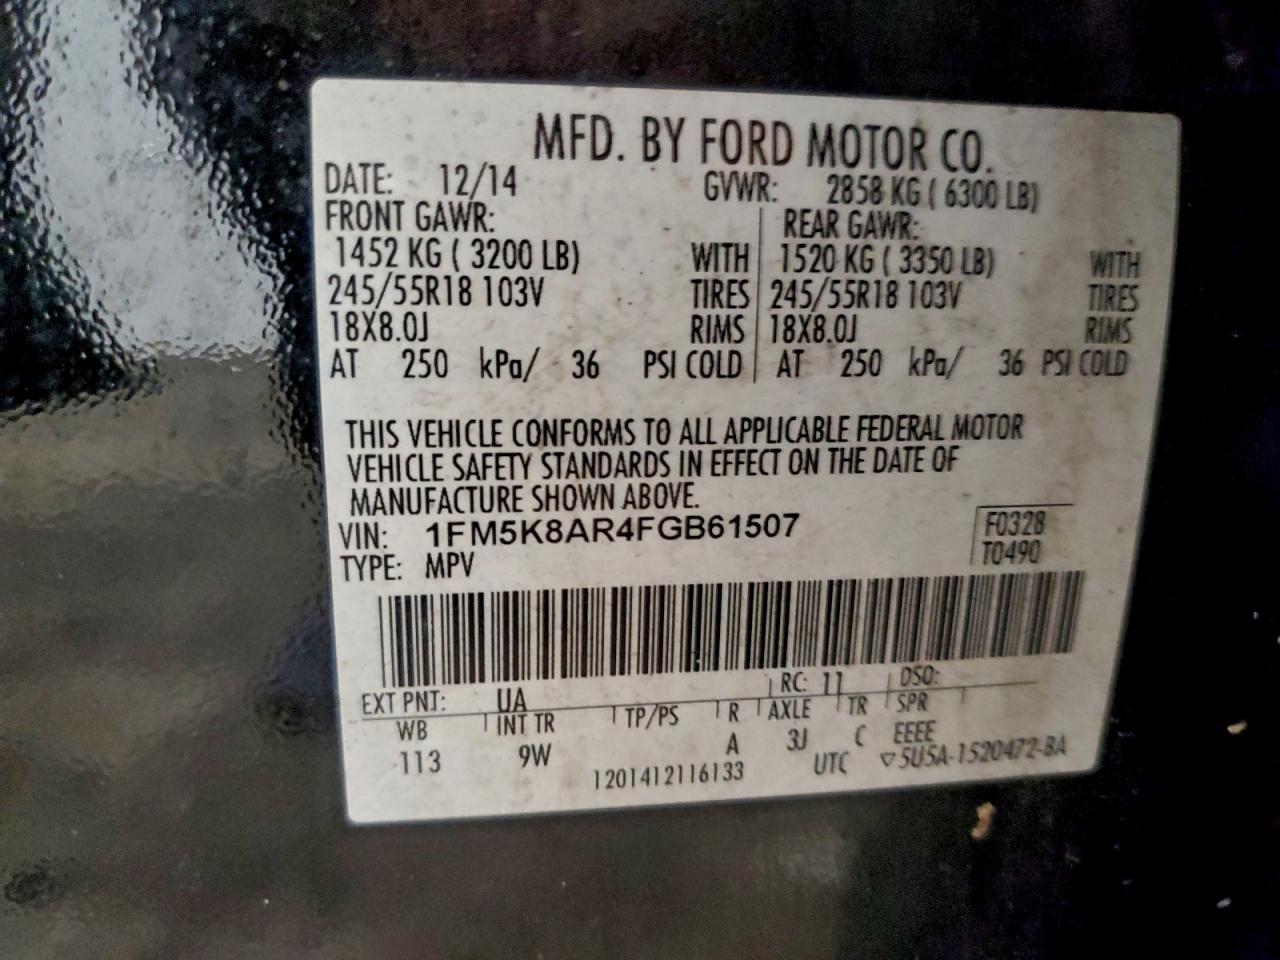 MFD. BY FORD MOTOR CO.
DATE: 12/14 GVWR: 2858 KG ( 6300 LB)
FRONT GAWR: REAR GAWR:
1452 KG ( 3200 LB) WITH 1520 KG ( 3350 LB) WITH
245/55R18 103V TIRES 245/55R18 103V TIRES
18X8.0J RIMS 18X8.0J RIMS
AT 250 kPa/ 36 PSI COLD AT 250 kPa/ 36 PSI COLD
THIS VEHICLE CONFORMS TO ALL APPLICABLE FEDERAL MOTOR
VEHICLE SAFETY STANDARDS IN EFFECT ON THE DATE OF
MANUFACTURE SHOWN ABOVE.
VIN: 1FM5K8AR4FGB61507 F0328
TYPE: MPV T0490
EXT PNT: UA RC: 11 DSO:
WB INT TR TP/PS R AXLE TR SPR
113 9W A 3J C EEEE
1201412116133 UTC ▽5U5A-1520472-BA